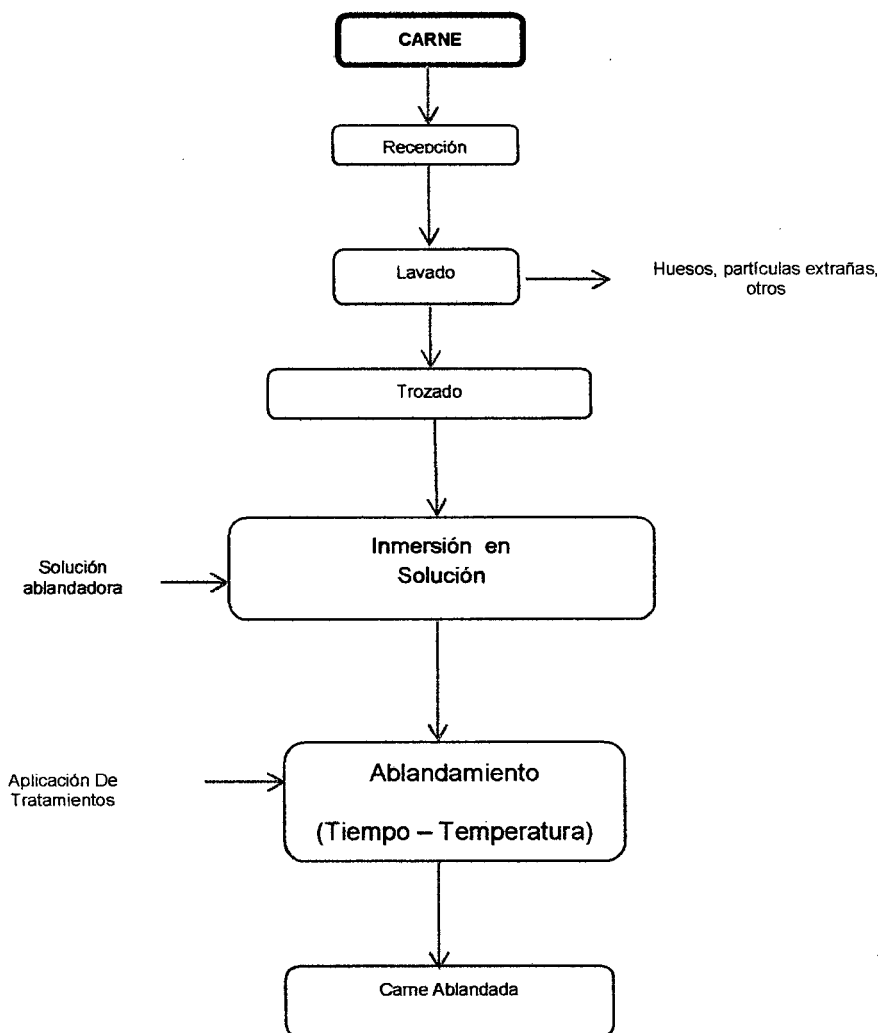 CARNE
Recepción
Lavado
Huesos, partículas extrañas,
otros
Trozado
Inmersión en
Solución
Solución
ablandadora
Ablandamiento
(Tiempo – Temperatura)
Aplicación De
Tratamientos
Carne Ablandada